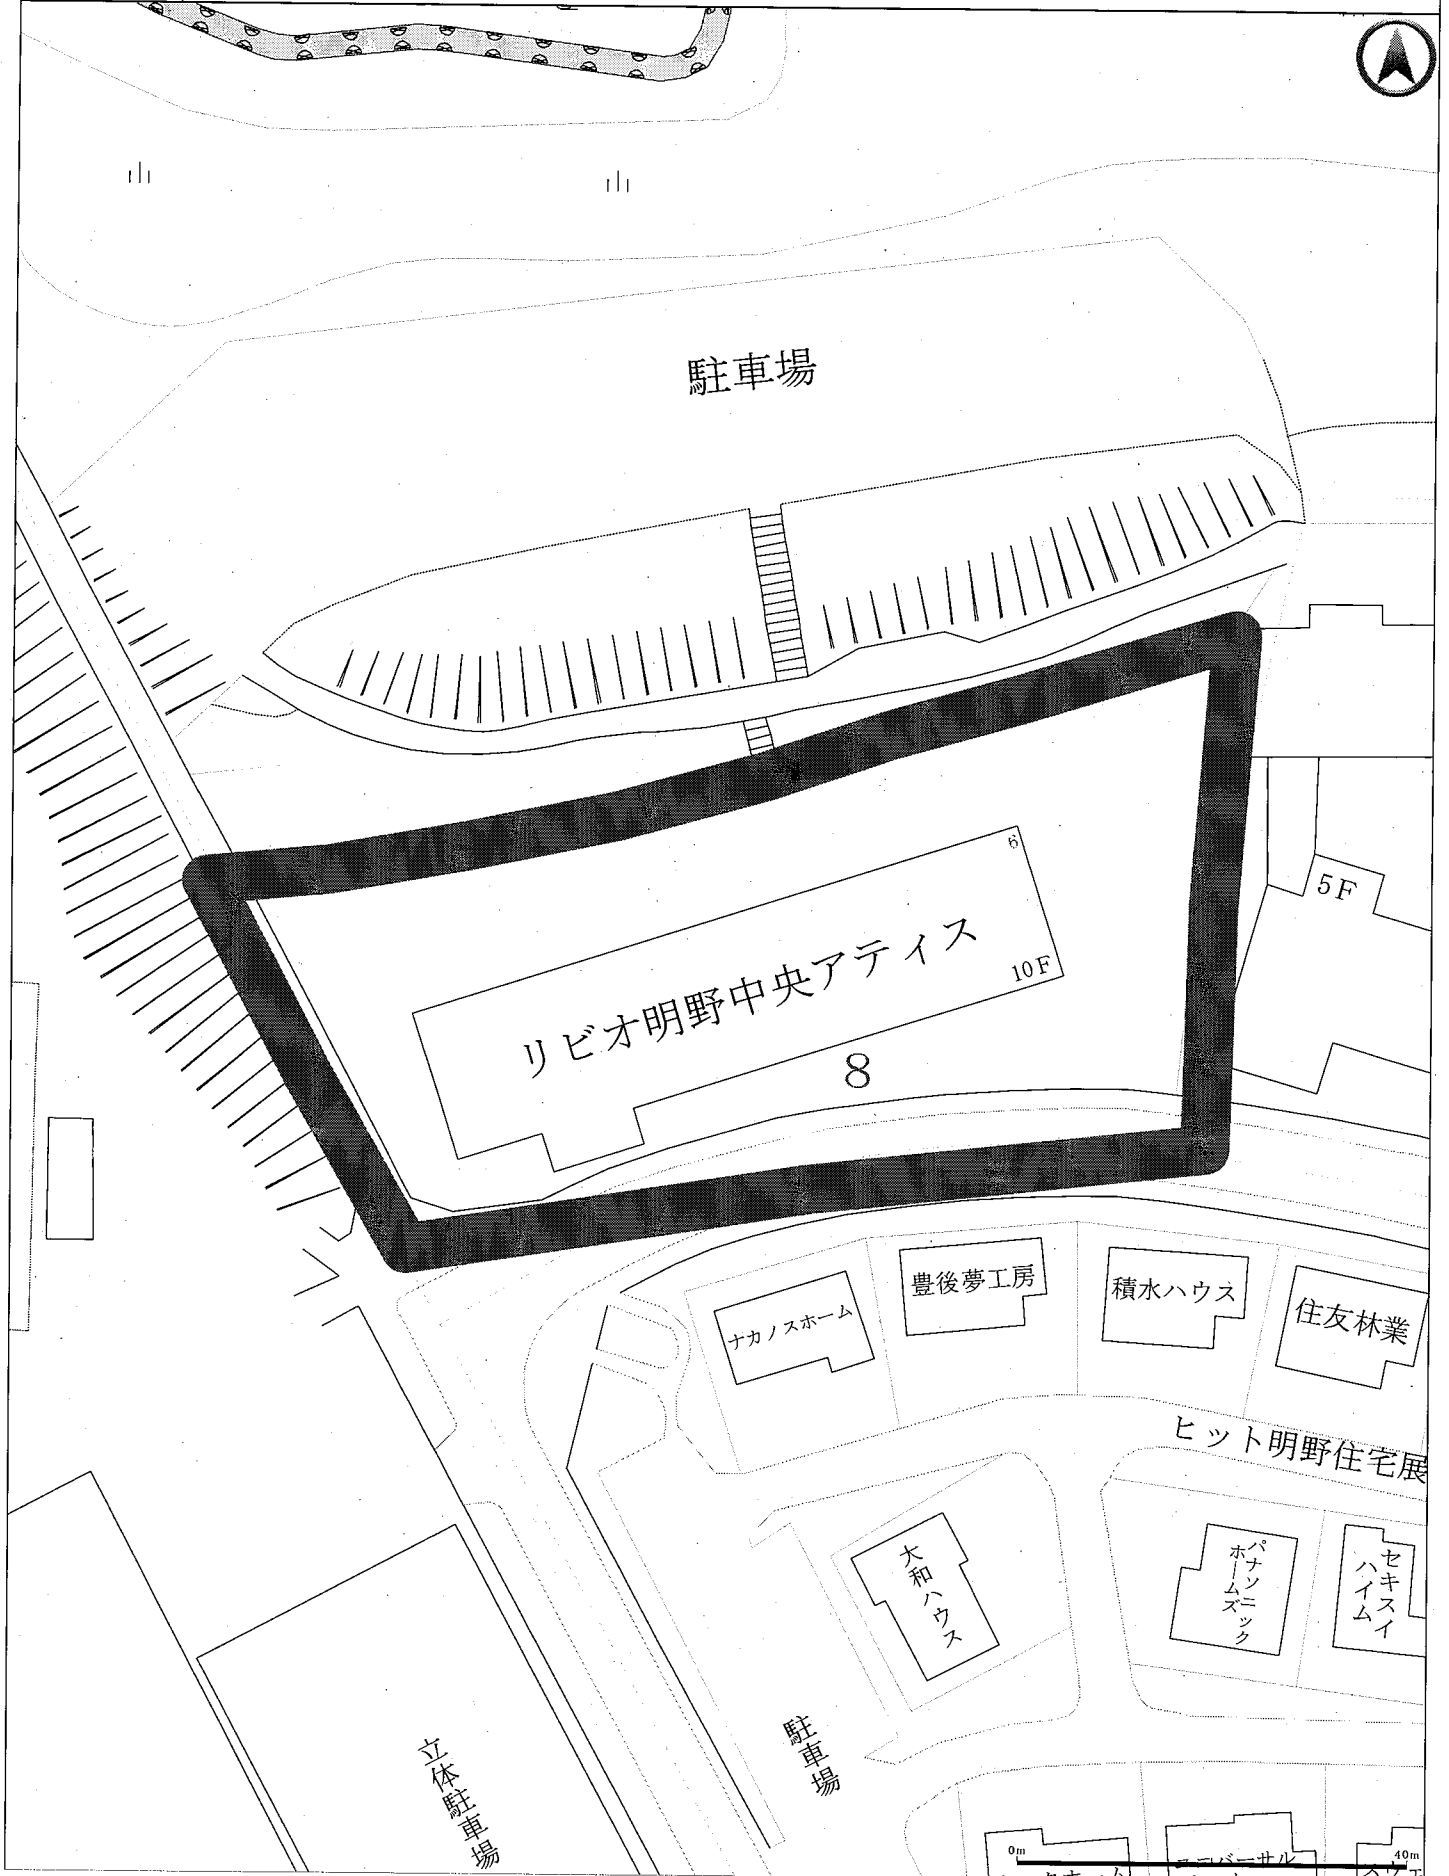 駐車場
6
5F
リビオ明野中央アティス
10F
8
ナカノスホーム
豊後夢工房
積水ハウス
住友林業
ヒット明野住宅展
大和ハウス
パナソニック
ホームズ
セキスイ
ハイム
駐車場
立体駐車場
0m
40m